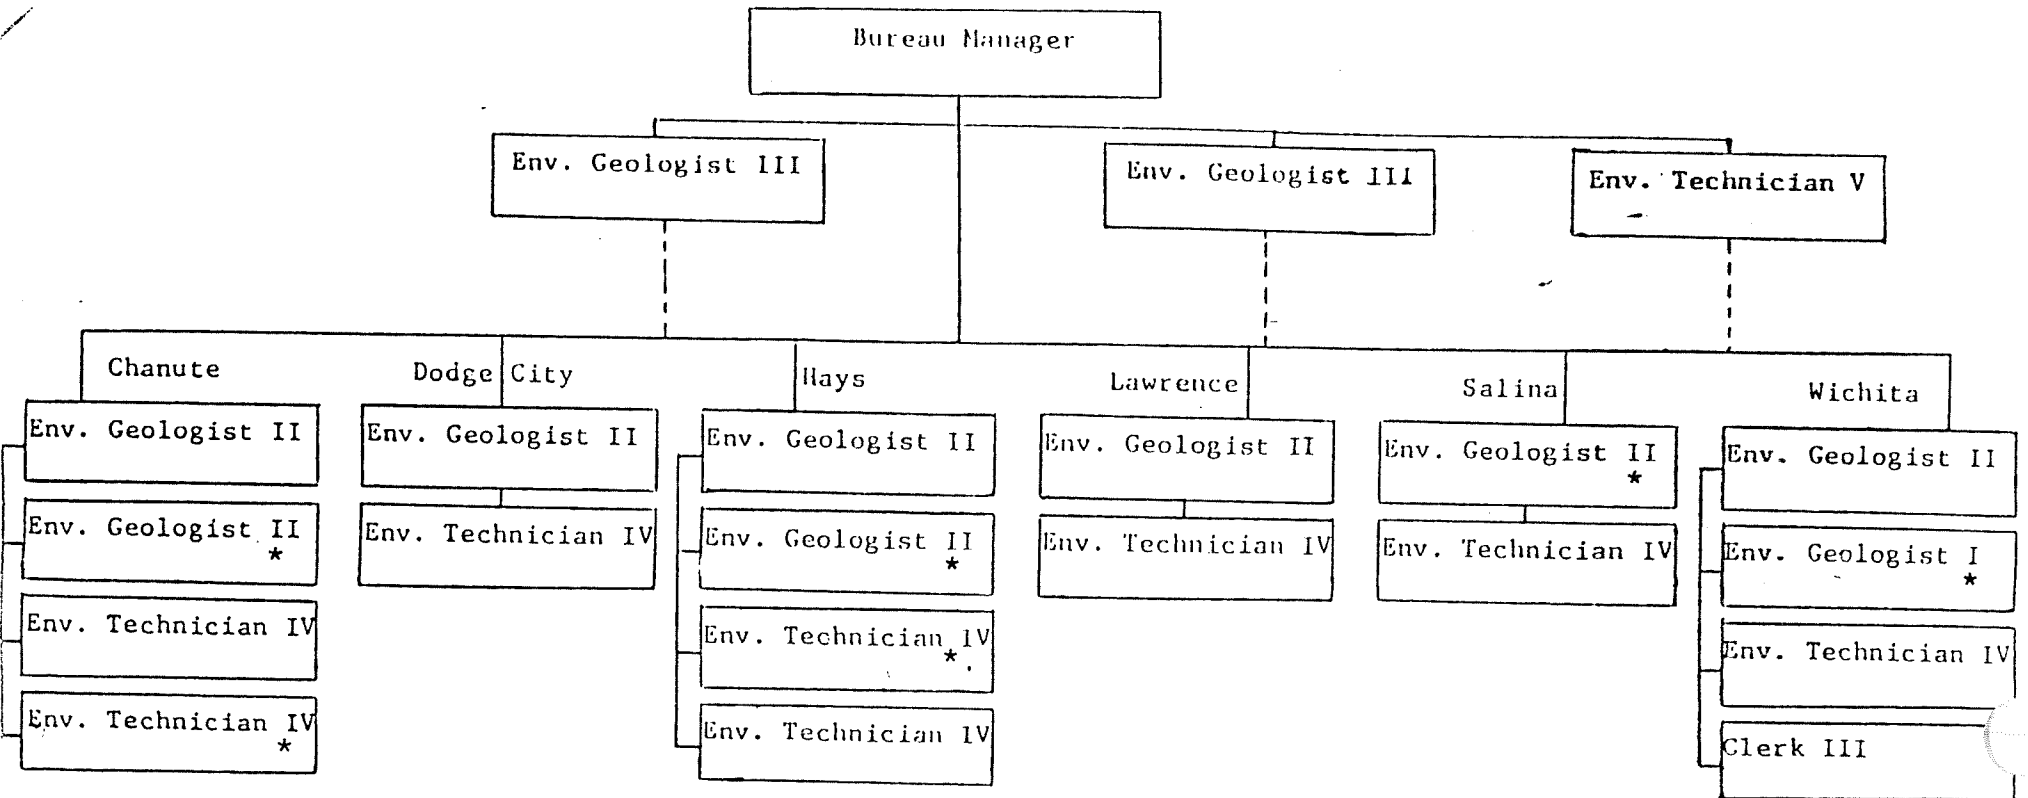 Bureau Manager
Env. Geologist III
Env. Geologist III
Env. Technician V
Chanute
Env. Geologist II
Env. Geologist II
*
Env. Technician IV
Env. Technician IV
*
Dodge City
Env. Geologist II
Env. Technician IV
Hays
Env. Geologist II
Env. Geologist II
*
Env. Technician IV
*
Env. Technician IV
Lawrence
Env. Geologist II
Env. Technician IV
Salina
Env. Geologist II
*
Env. Technician IV
Wichita
Env. Geologist II
Env. Geologist I
*
Env. Technician IV
Clerk III